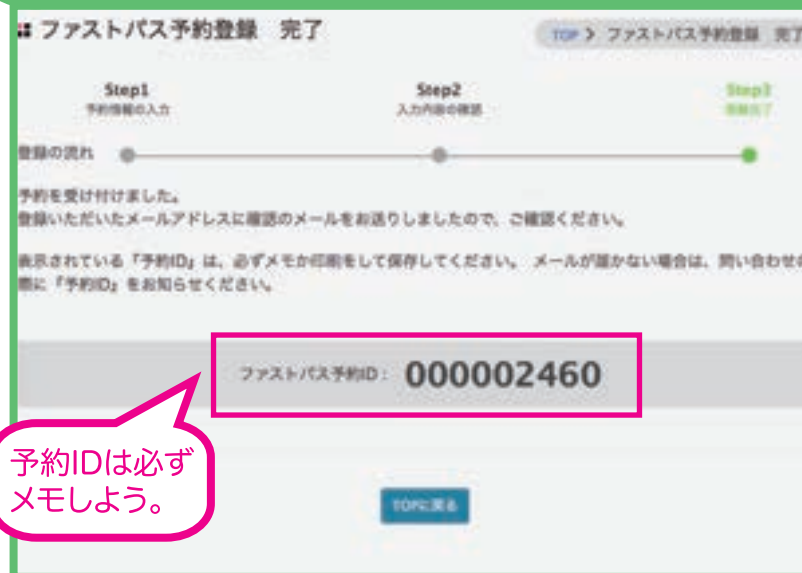 ファストパス予約登録 完了
TOP > ファストパス予約登録 完了
Step1
予約情報の入力
Step2
入力内容の確認
Step3
登録完了
登録の流れ
予約を受け付けました。
登録いただいたメールアドレスに確認のメールをお送りしましたので、ご確認ください。
表示されている「予約ID」は、必ずメモか印刷をして保存してください。 メールが届かない場合は、問い合わせの
際に「予約ID」をお知らせください。
ファストパス予約ID: 000002460
予約IDは必ず
メモしよう。
TOPに戻る